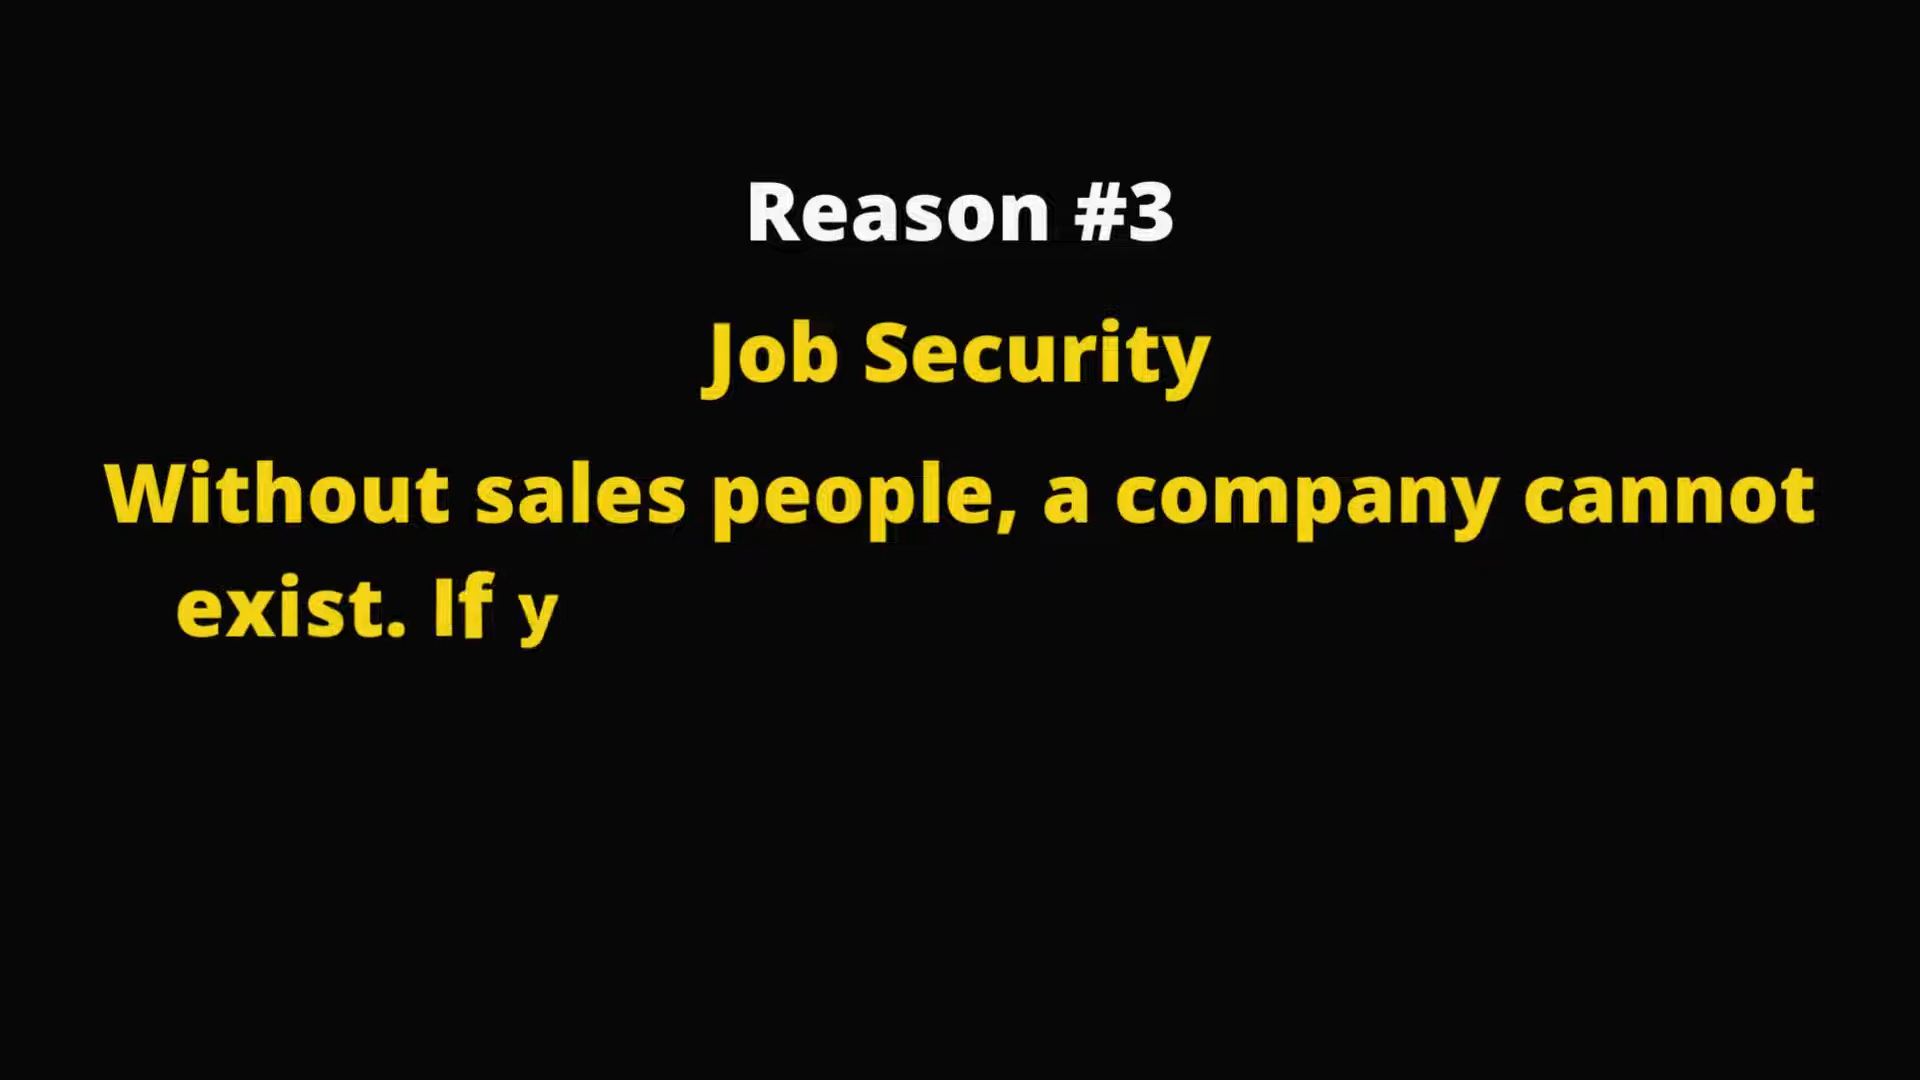 Reason #3
Job Security
Without sales people, a company cannot
exist. If y